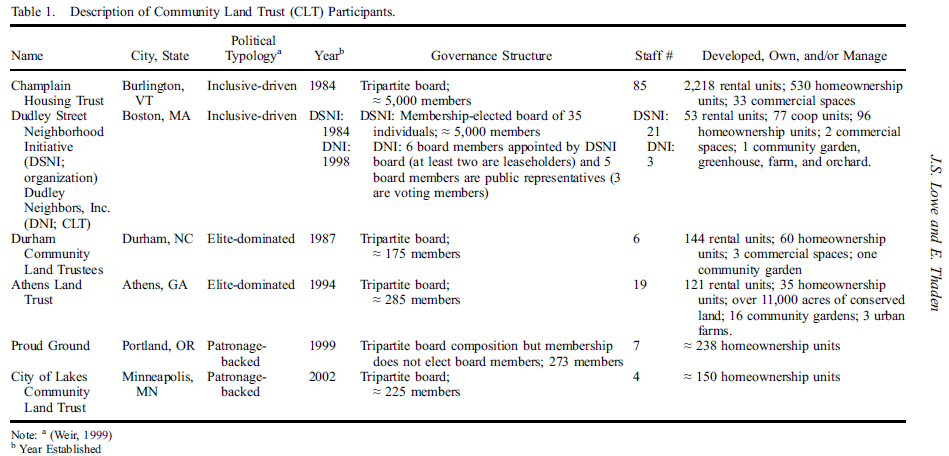 Table 1. Description of Community Land Trust (CLT) Participants.
Name City, State Political Typologya Yearb Governance Structure Staff # Developed, Own, and/or Manage
Champlain Housing Trust Burlington, VT Inclusive-driven 1984 Tripartite board; ≈ 5,000 members 85 2,218 rental units; 530 homeownership units; 33 commercial spaces
Dudley Street Neighborhood Initiative (DSNI; organization) Dudley Neighbors, Inc. (DNI; CLT) Boston, MA Inclusive-driven DSNI: 1984 DNI: 1998 DSNI: Membership-elected board of 35 individuals; ≈ 5,000 members DNI: 6 board members appointed by DSNI board (at least two are leaseholders) and 5 board members are public representatives (3 are voting members) DSNI: 21 DNI: 3 53 rental units; 77 coop units; 96 homeownership units; 2 commercial spaces; 1 community garden, greenhouse, farm, and orchard.
Durham Community Land Trustees Durham, NC Elite-dominated 1987 Tripartite board; ≈ 175 members 6 144 rental units; 60 homeownership units; 3 commercial spaces; one community garden
Athens Land Trust Athens, GA Elite-dominated 1994 Tripartite board; ≈ 285 members 19 121 rental units; 35 homeownership units; over 11,000 acres of conserved land; 16 community gardens; 3 urban farms.
Proud Ground Portland, OR Patronage-backed 1999 Tripartite board composition but membership does not elect board members; 273 members 7 ≈ 238 homeownership units
City of Lakes Community Land Trust Minneapolis, MN Patronage-backed 2002 Tripartite board; ≈ 225 members 4 ≈ 150 homeownership units
Note: a (Weir, 1999)
b Year Established
J.S. Lowe and E. Thaden